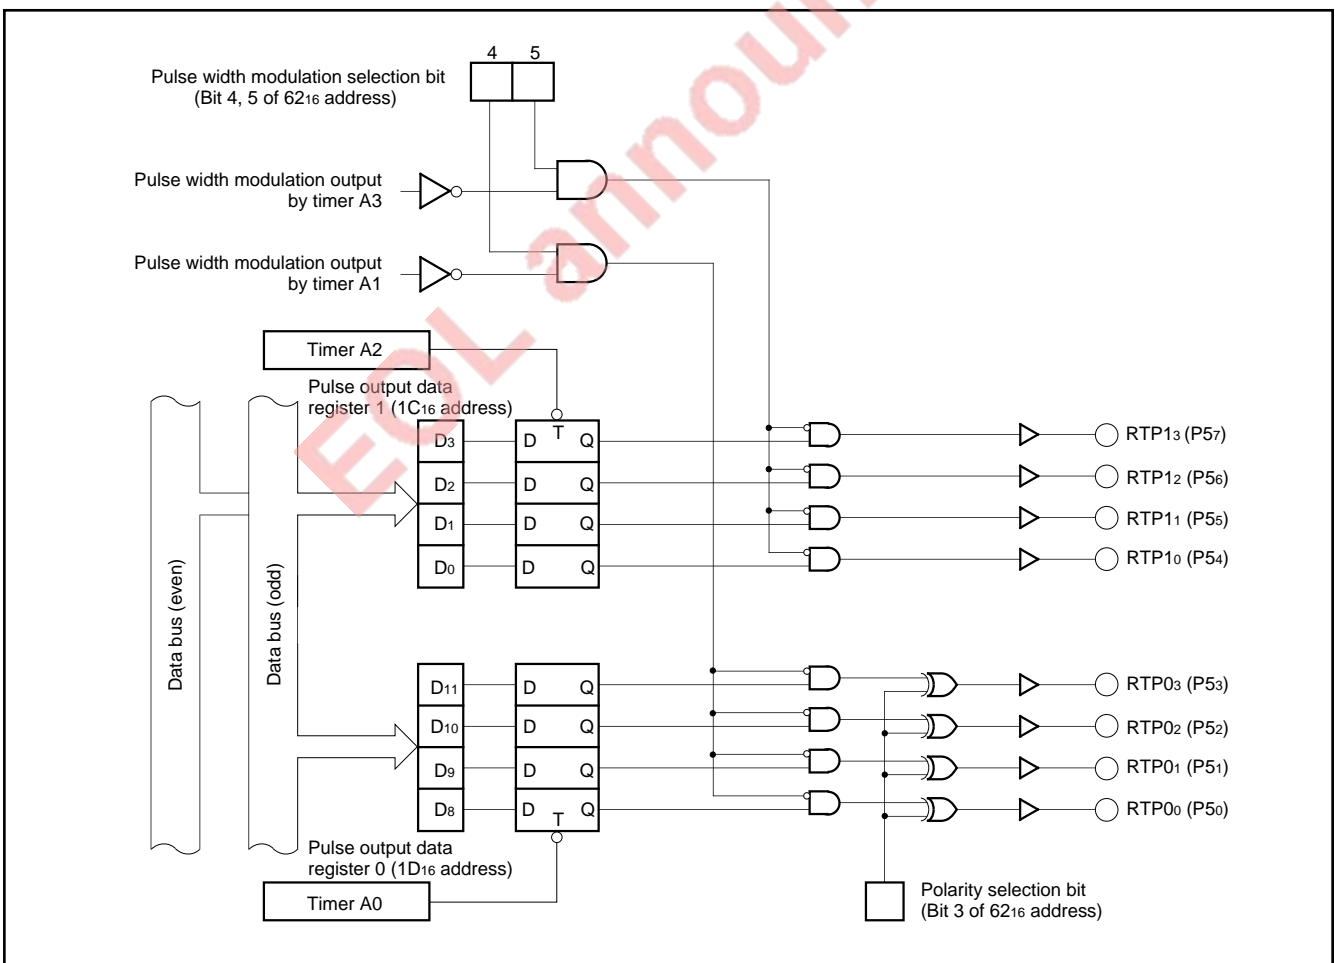 4 5
Pulse width modulation selection bit
(Bit 4, 5 of 6216 address)
Pulse width modulation output
by timer A3
Pulse width modulation output
by timer A1
Timer A2
Pulse output data
register 1 (1C16 address)
T
D3 D Q
D2 D Q
D1 D Q
D0 D Q
RTP13 (P57)
RTP12 (P56)
RTP11 (P55)
RTP10 (P54)
Data bus (even)
Data bus (odd)
D11 D Q
D10 D Q
D9 D Q
D8 D Q
T
RTP03 (P53)
RTP02 (P52)
RTP01 (P51)
RTP00 (P50)
Pulse output data
register 0 (1D16 address)
Timer A0
Polarity selection bit
(Bit 3 of 6216 address)
EOL announ